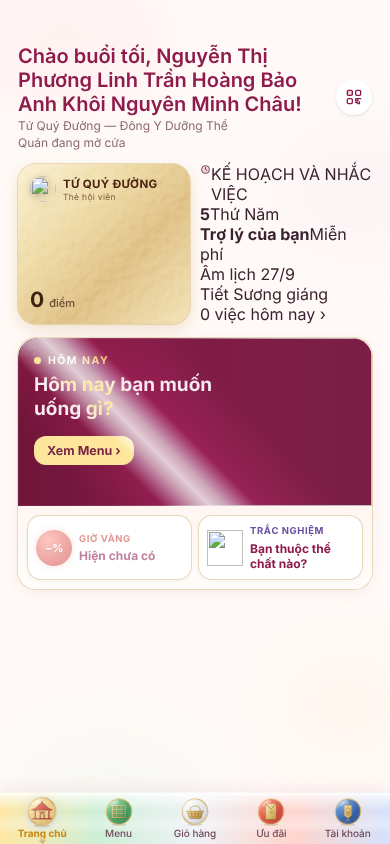 Chào buổi tối, Nguyễn Thị
Phương Linh Trần Hoàng Bảo
Anh Khôi Nguyên Minh Châu!
Tứ Quý Đường — Đông Y Dưỡng Thể
Quán đang mở cửa
TỨ QUÝ ĐƯỜNG
Thẻ hội viên
0 điểm
KẾ HOẠCH VÀ NHẮC
VIỆC
5Thứ Năm
Trợ lý của bạnMiễn
phí
Âm lịch 27/9
Tiết Sương giáng
0 việc hôm nay ›
HÔM NAY
Hôm nay bạn muốn
uống gì?
Xem Menu ›
–%
GIỜ VÀNG
Hiện chưa có
TRẮC NGHIỆM
Bạn thuộc thể
chất nào?
Trang chủ
Menu
Giỏ hàng
Ưu đãi
Tài khoản